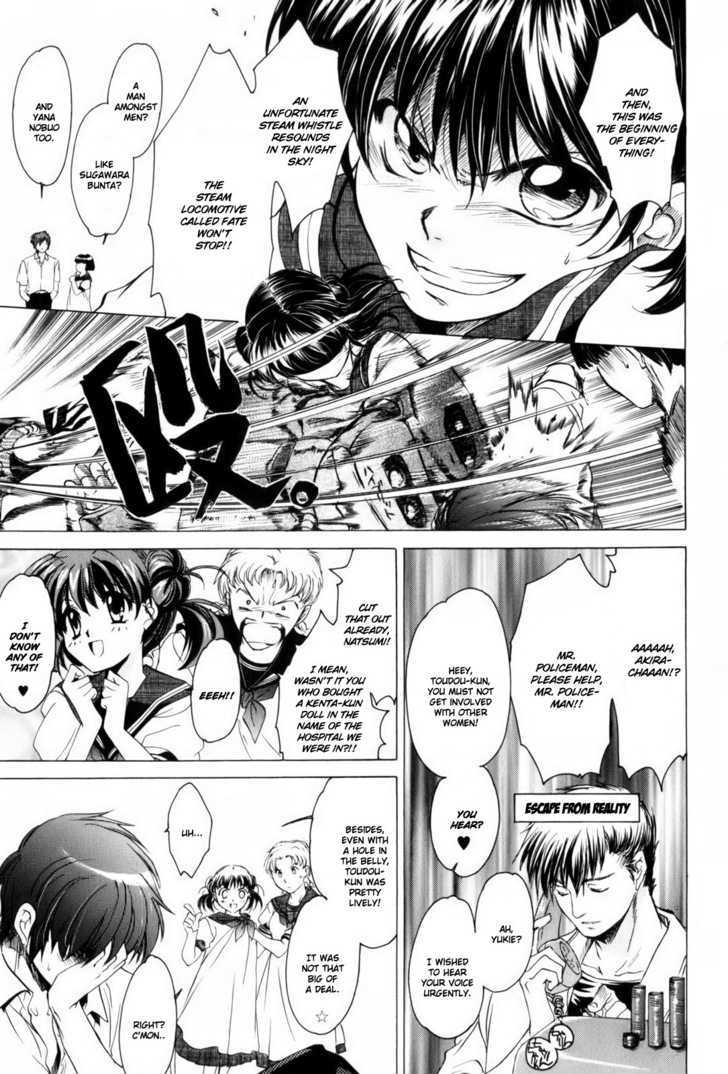 AND
THEN,
THIS WAS
THE BEGINNING
OF EVERY-
THING!
AN
UNFORTUNATE
STEAM WHISTLE
RESOUNDS
IN THE NIGHT
SKY!
THE
STEAM
LOCOMOTIVE
CALLED FATE
WON'T
STOP!!
A
MAN
AMONGST
MEN?
LIKE
SUGAWARA
BUNTA?
AND
YANA
NOBUO
TOO.
殴。
AAAAAH,
AKIRA-
CHAAAN!?
MR.
POLICEMAN,
PLEASE HELP,
MR. POLICE-
MAN!!
HEEY,
TOUDOU-KUN,
YOU MUST NOT
GET INVOLVED
WITH OTHER
WOMEN!
YOU
HEAR?
♥
ESCAPE FROM REALITY
AH,
YUKIE?
I WISHED
TO HEAR
YOUR VOICE
URGENTLY.
CUT
THAT OUT
ALREADY,
NATSUMI!
I MEAN,
WASN'T IT YOU
WHO BOUGHT
A KENTA-KUN
DOLL IN THE
NAME OF THE
HOSPITAL WE
WERE IN?!!
EEEH!!
I
DON'T
KNOW
ANY OF
THAT!
♥
BESIDES,
EVEN WITH
A HOLE IN
THE BELLY,
TOUDOU-
KUN WAS
PRETTY
LIVELY!
IT WAS
NOT THAT
BIG OF
A DEAL.
☆
UH...
RIGHT?
C'MON..